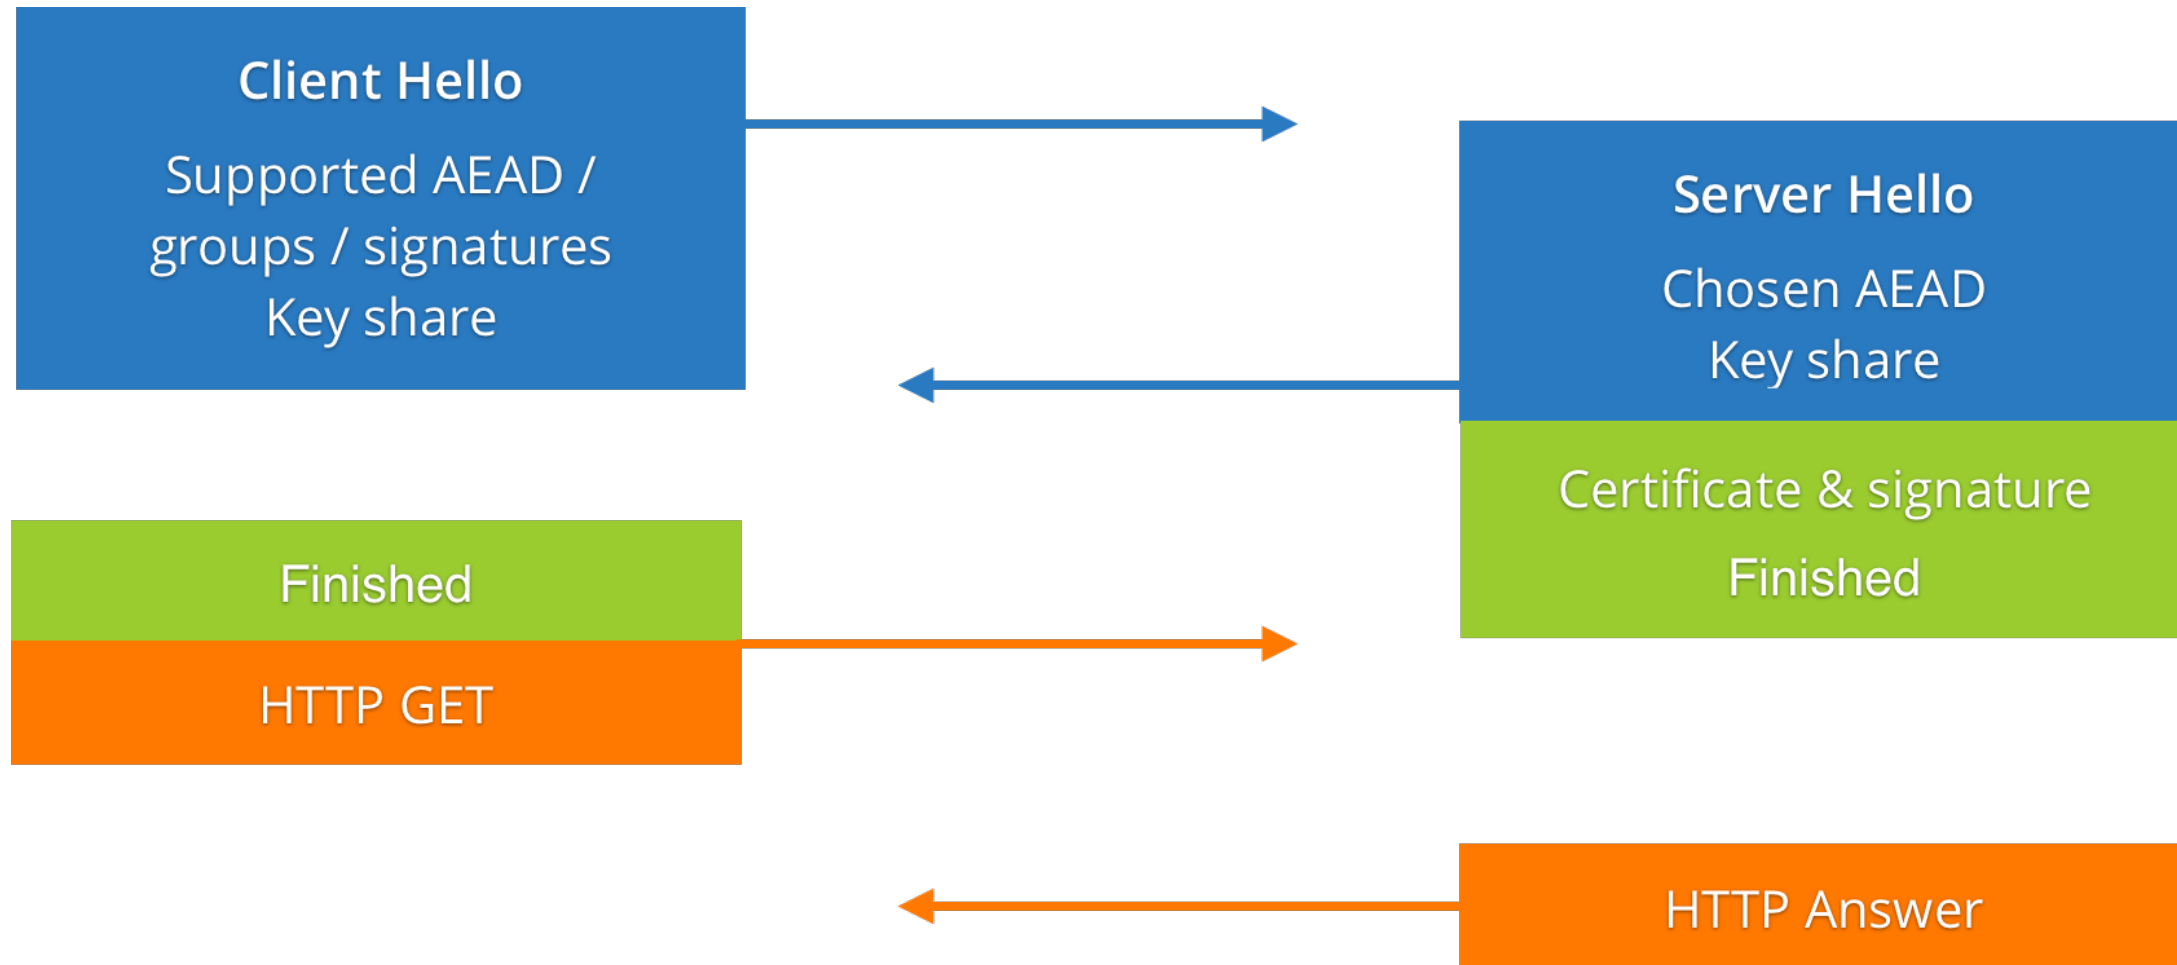 Client Hello
Supported AEAD /
groups / signatures
Key share
Server Hello
Chosen AEAD
Key share
Certificate & signature
Finished
Finished
HTTP GET
HTTP Answer